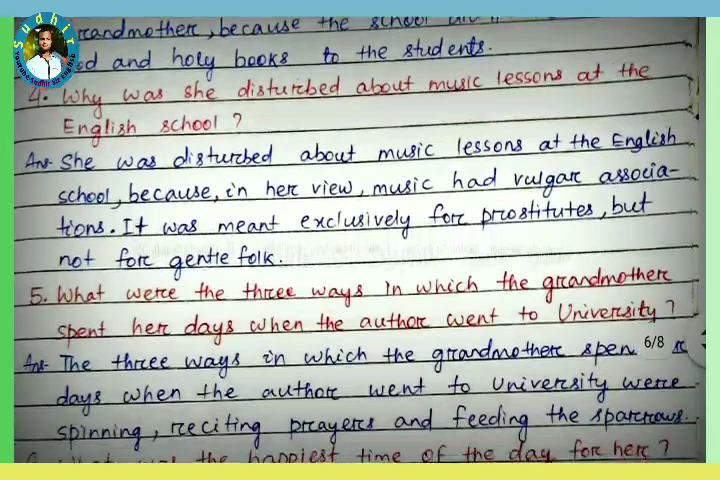 grandmother, because the school
God and holy books to the students.
4. Why was she disturbed about music lessons at the
English school?
Ans- She was disturbed about music lessons at the English
school, because, in her view, music had vulgar associa-
tions. It was meant exclusively for prostitutes, but
not for gentle folk.
5. What were the three ways in which the grandmother
spent her days when the author went to University?
Ans- The three ways in which the grandmother spen r
days when the author went to university were
spinning, reciting prayers and feeding the sparrows.
What was the happiest time of the day for her?
Sudhir
6/8